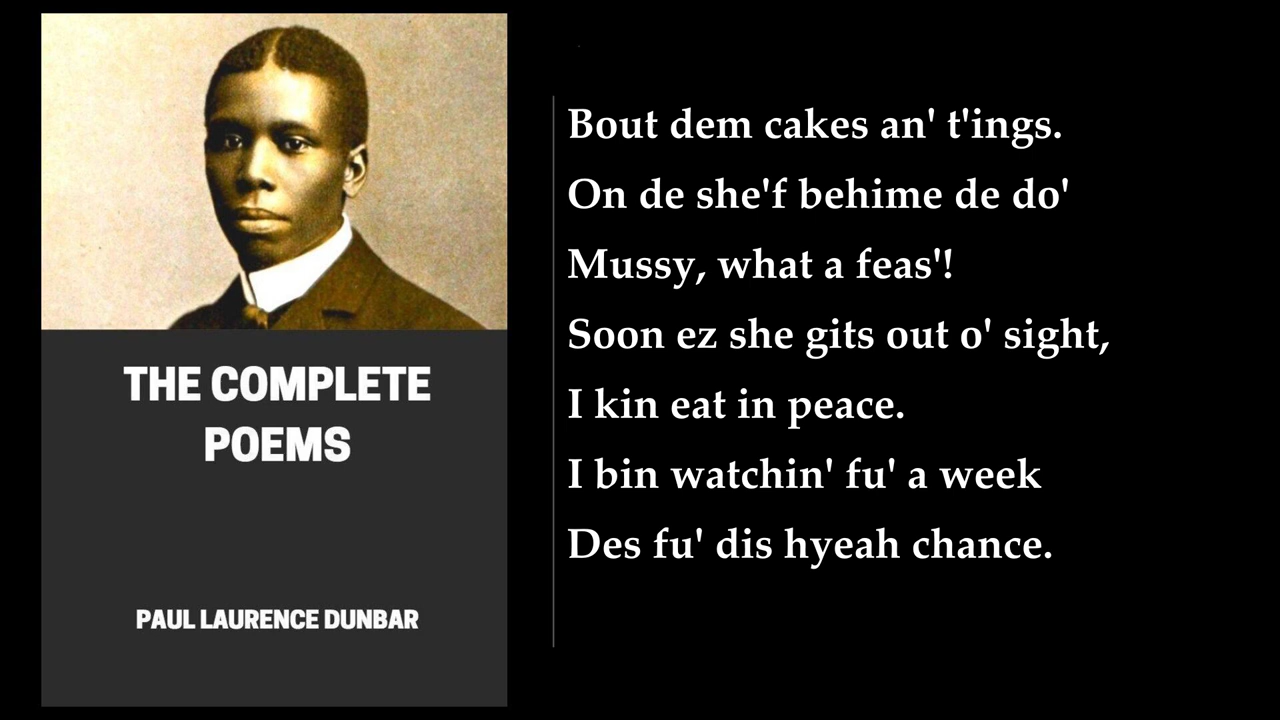 THE COMPLETE
POEMS
PAUL LAURENCE DUNBAR
Bout dem cakes an' t'ings.
On de she'f behime de do'
Mussy, what a feas'!
Soon ez she gits out o' sight,
I kin eat in peace.
I bin watchin' fu' a week
Des fu' dis hyeah chance.